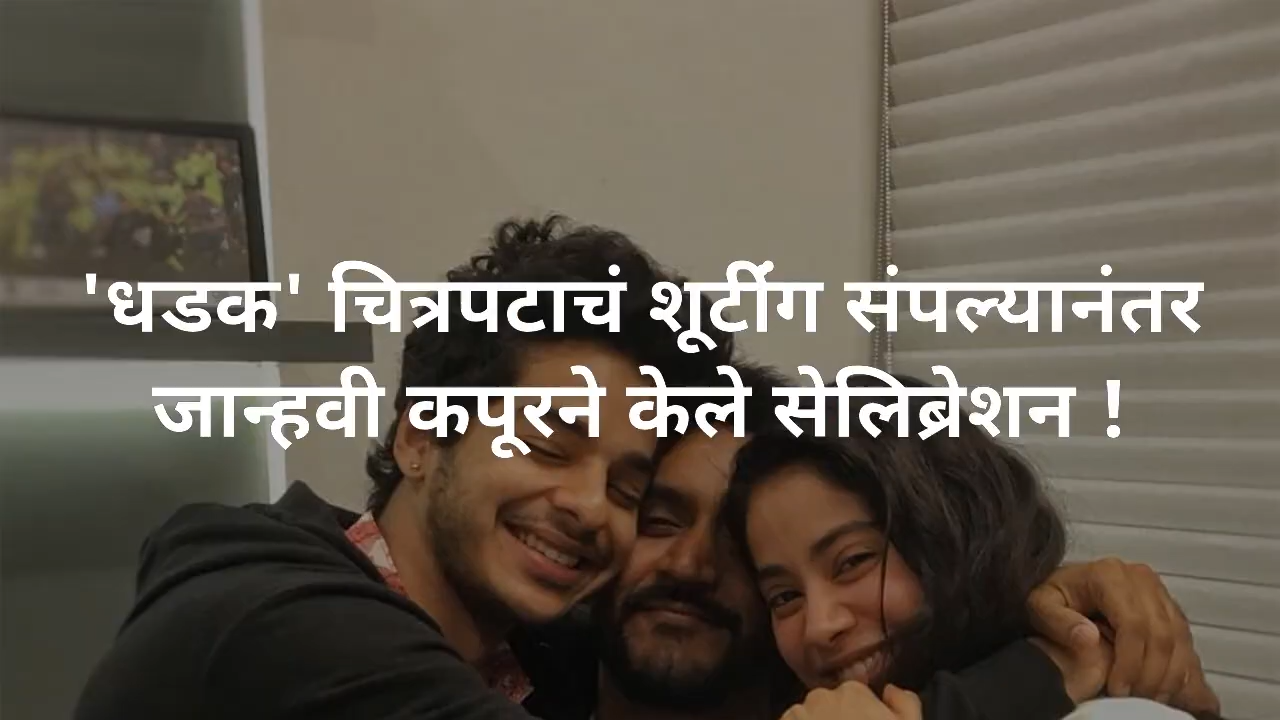 'धडक' चित्रपटाचं शूटींग संपल्यानंतर
जान्हवी कपूरने केले सेलिब्रेशन !